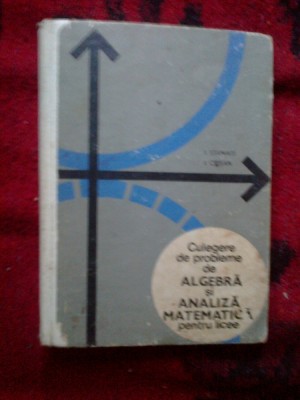 Culegere
de probleme
de
ALGEBRĂ
și
ANALIZĂ
MATEMATICĂ
pentru licee